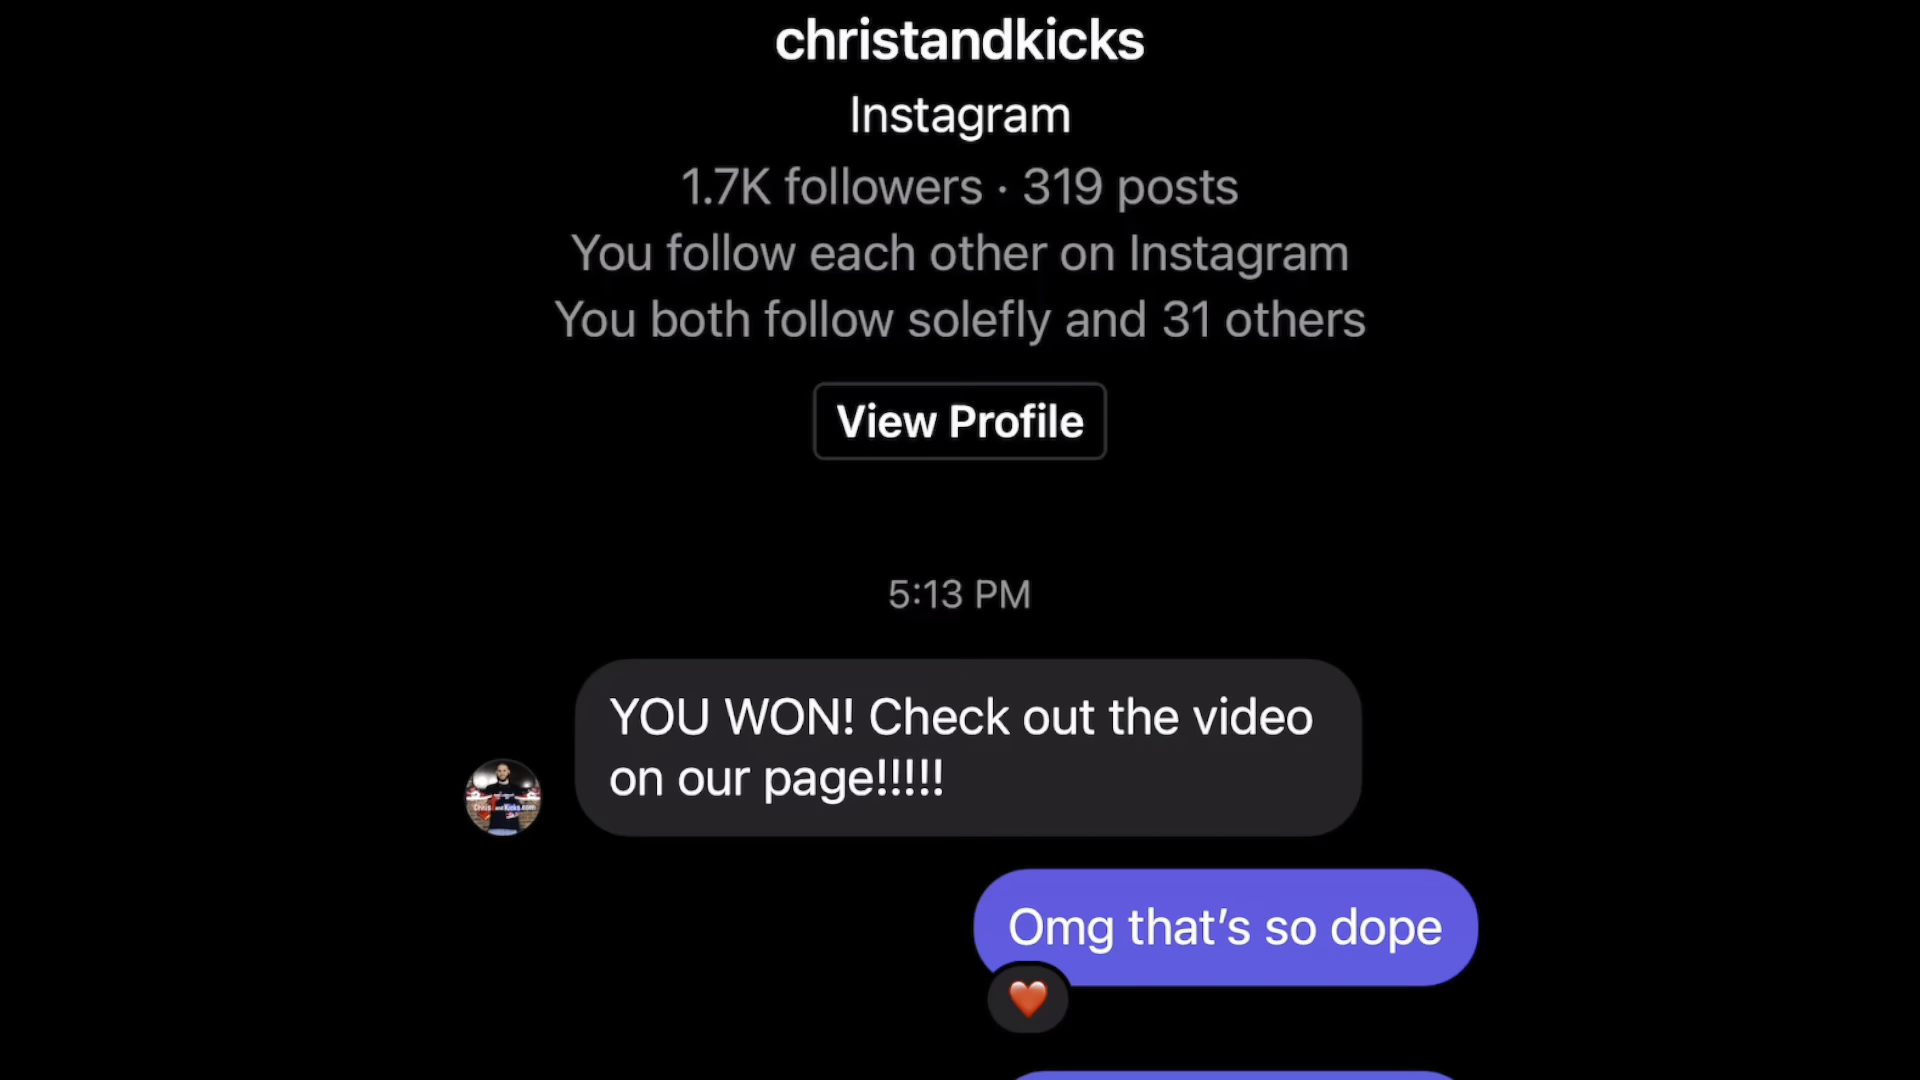 christandkicks
Instagram
1.7K followers · 319 posts
You follow each other on Instagram
You both follow solefly and 31 others
View Profile
5:13 PM
YOU WON! Check out the video
on our page!!!!!
Omg that’s so dope